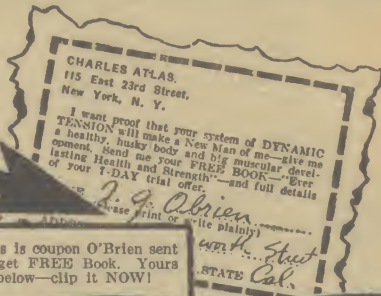 CHARLES ATLAS,
115 East 23rd Street,
New York, N. Y.
I want proof that your system of DYNAMIC
TENSION will make a New Man of me—give me
a healthy, husky body and big muscular devel-
opment. Send me your FREE BOOK—"Ever
lasting Health and Strength"—and full details
of your 7-DAY trial offer.
J. G. Obrien
print or write plainly)
worth Street
STATE Cal.
s is coupon O'Brien sent
get FREE Book. Yours
below—clip it NOW!